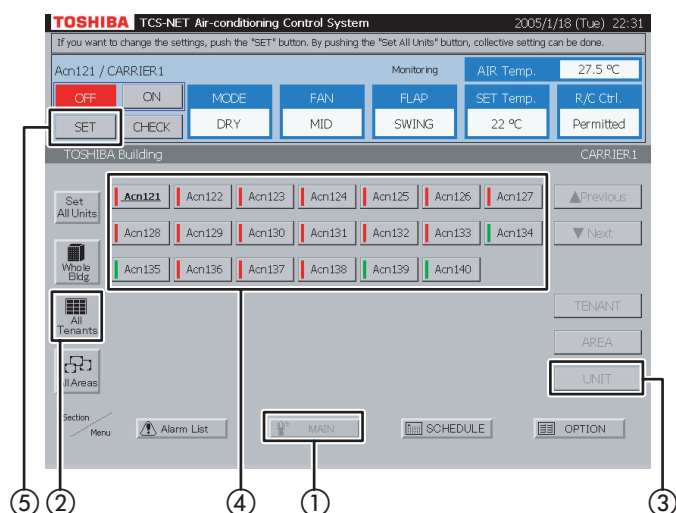 TOSHIBA TCS-NET Air-conditioning Control System 2005/1/18 (Tue) 22:31
If you want to change the settings, push the "SET" button. By pushing the "Set All Units" button, collective setting can be done.
Acn121 / CARRIER1 Monitoring AIR Temp. 27.5 ºC
OFF ON MODE FAN FLAP SET Temp. R/C Ctrl.
SET CHECK DRY MID SWING 22 ºC Permitted
TOSHIBA Building CARRIER1
Set All Units
Acn121 Acn122 Acn123 Acn124 Acn125 Acn126 Acn127 ▲Previous
Acn128 Acn129 Acn130 Acn131 Acn132 Acn133 Acn134 ▼ Next
Whole Bldg.
Acn135 Acn136 Acn137 Acn138 Acn139 Acn140
All Tenants
TENANT
AREA
All Areas
UNIT
Section Menu
Alarm List MAIN SCHEDULE OPTION
⑤ ② ④ ① ③